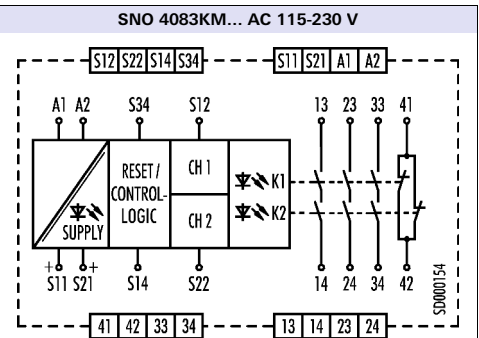 SNO 4083KM... AC 115-230 V
S12 S22 S14 S34 S11 S21 A1 A2
A1 A2 S34 S12 13 23 33 41
RESET / CONTROL- LOGIC
CH 1
CH 2
SUPPLY
K1
K2
+ +
S11 S21 S14 S22 14 24 34 42
SD000154
41 42 33 34 13 14 23 24